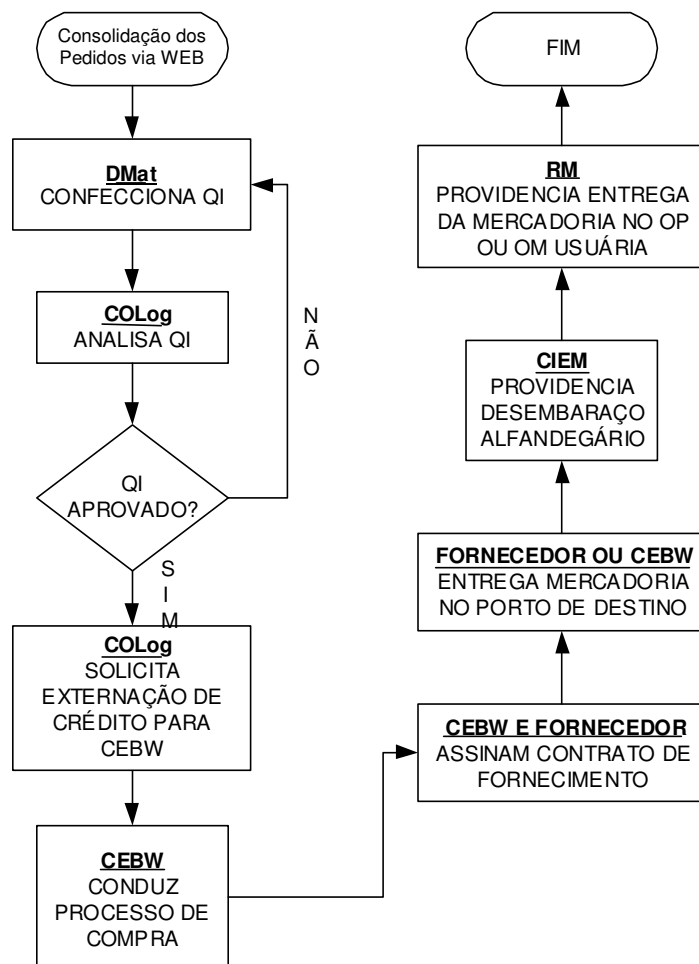 Consolidação dos
Pedidos via WEB
DMat
CONFECCIONA QI
COLog
ANALISA QI
NÃO
QI
APROVADO?
SIM
COLog
SOLICITA
EXTERNAÇÃO DE
CRÉDITO PARA
CEBW
CEBW
CONDUZ
PROCESSO DE
COMPRA
CEBW E FORNECEDOR
ASSINAM CONTRATO DE
FORNECIMENTO
FORNECEDOR OU CEBW
ENTREGA MERCADORIA
NO PORTO DE DESTINO
CIEM
PROVIDENCIA
DESEMBARAÇO
ALFANDEGÁRIO
RM
PROVIDENCIA ENTREGA
DA MERCADORIA NO OP
OU OM USUÁRIA
FIM